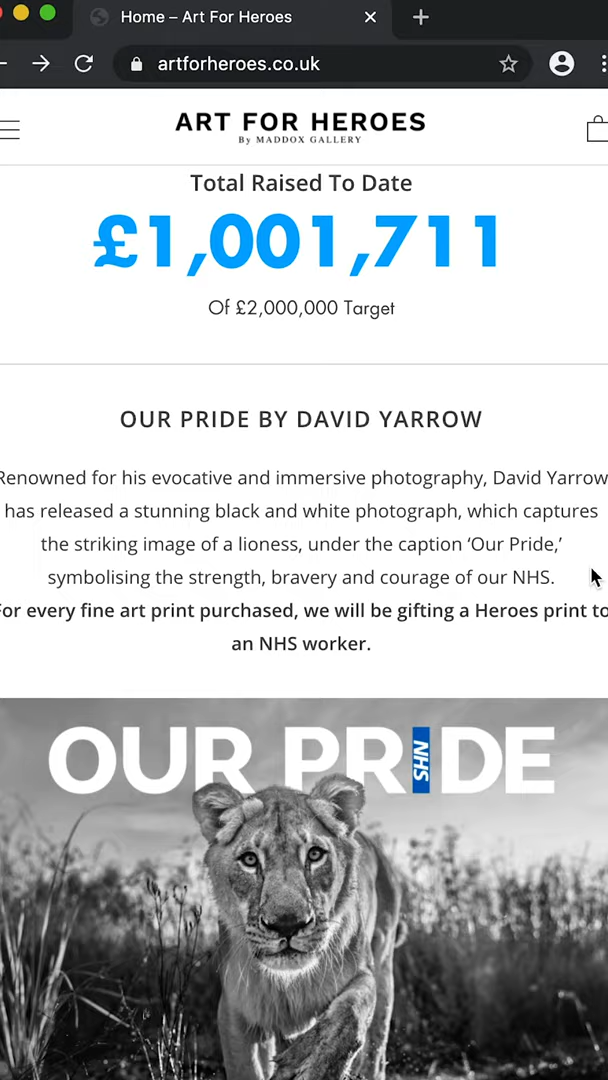 Home – Art For Heroes
artforheroes.co.uk
ART FOR HEROES
By MADDOX GALLERY
Total Raised To Date
£1,001,711
Of £2,000,000 Target
OUR PRIDE BY DAVID YARROW
Renowned for his evocative and immersive photography, David Yarrow
has released a stunning black and white photograph, which captures
the striking image of a lioness, under the caption ‘Our Pride,’
symbolising the strength, bravery and courage of our NHS.
For every fine art print purchased, we will be gifting a Heroes print to
an NHS worker.
OUR PRIDE
NHS